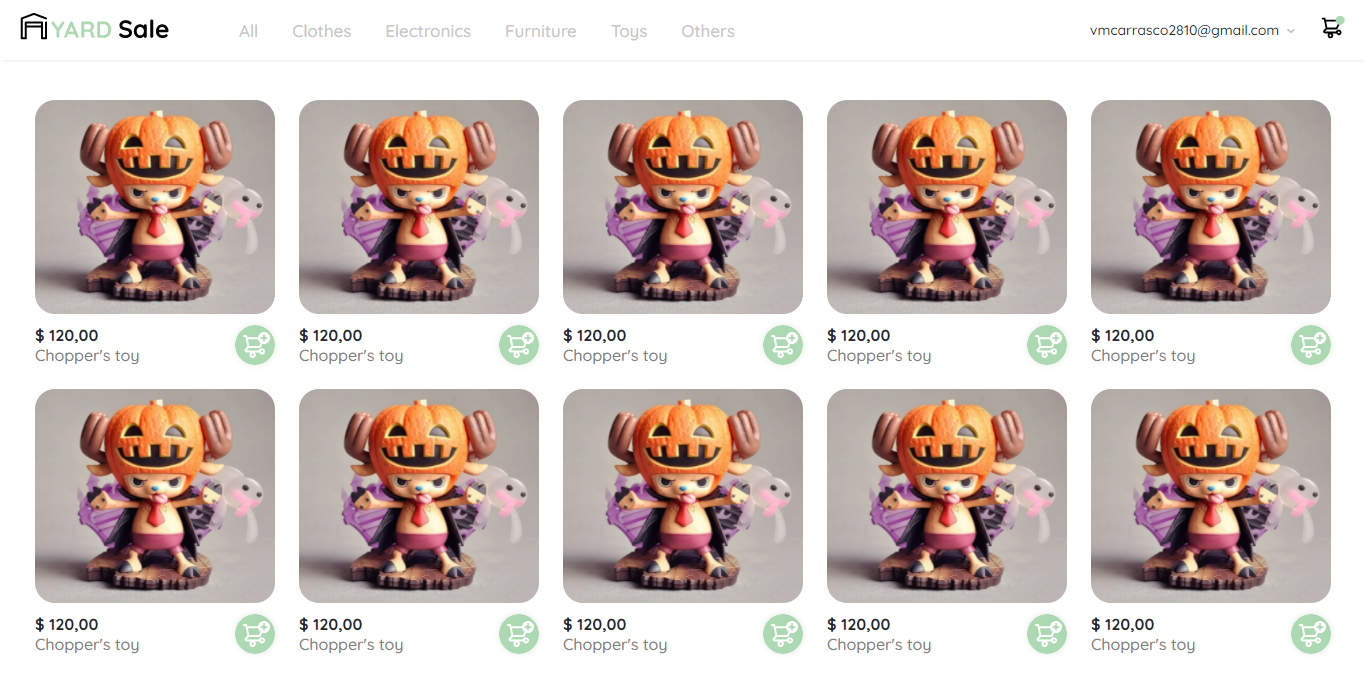 YARD Sale
All Clothes Electronics Furniture Toys Others
vmcarrasco2810@gmail.com
$ 120,00 $ 120,00 $ 120,00 $ 120,00 $ 120,00
Chopper's toy Chopper's toy Chopper's toy Chopper's toy Chopper's toy
$ 120,00 $ 120,00 $ 120,00 $ 120,00 $ 120,00
Chopper's toy Chopper's toy Chopper's toy Chopper's toy Chopper's toy